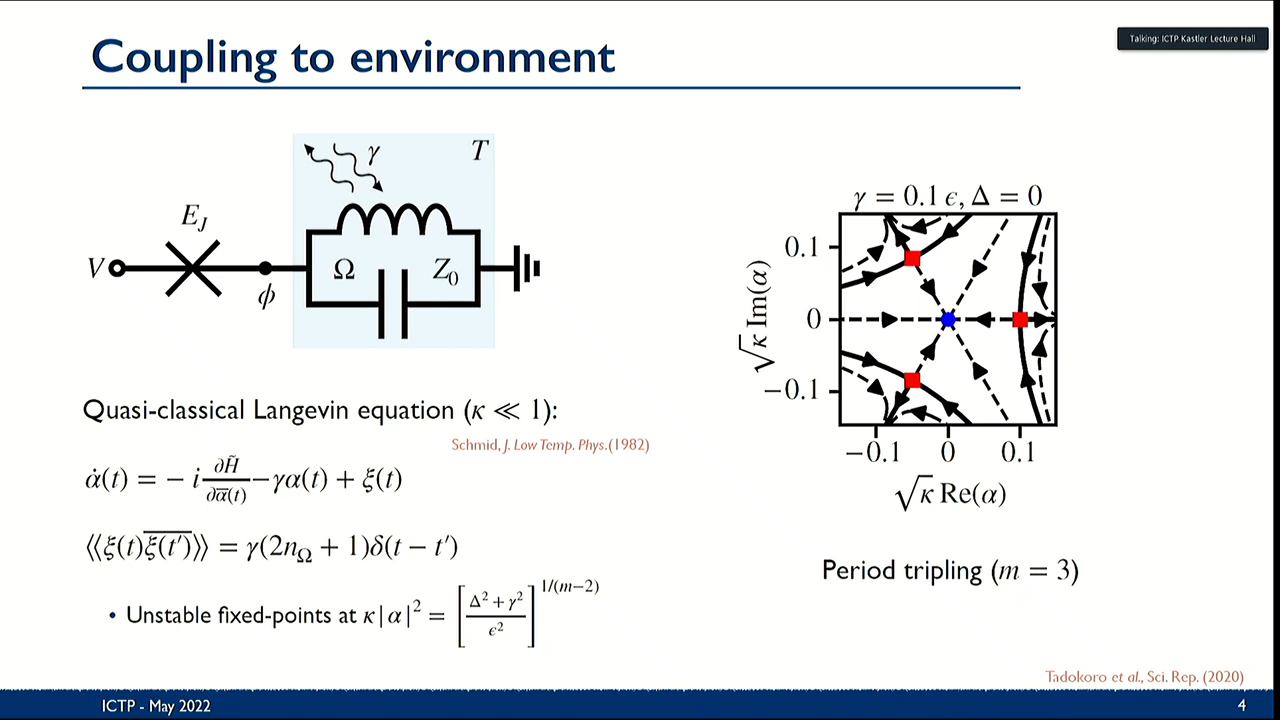 Coupling to environment
Talking: ICTP Kastler Lecture Hall
γ
T
E_J
V
ϕ
Ω
Z_0
γ = 0.1 ϵ, Δ = 0
0.1
0
−0.1
√κ Im(α)
−0.1 0 0.1
√κ Re(α)
Quasi-classical Langevin equation (κ ≪ 1):
Schmid, J. Low Temp. Phys.(1982)
α̇(t) = − i ∂H̃/∂ᾱ(t) −γα(t) + ξ(t)
⟨⟨ξ(t)\overline{ξ(t′)}⟩⟩ = γ(2n_Ω + 1)δ(t − t′)
• Unstable fixed-points at κ|α|² = [(Δ² + γ²)/ϵ²]^{1/(m−2)}
Period tripling (m = 3)
Tadokoro et al., Sci. Rep. (2020)
ICTP - May 2022
4